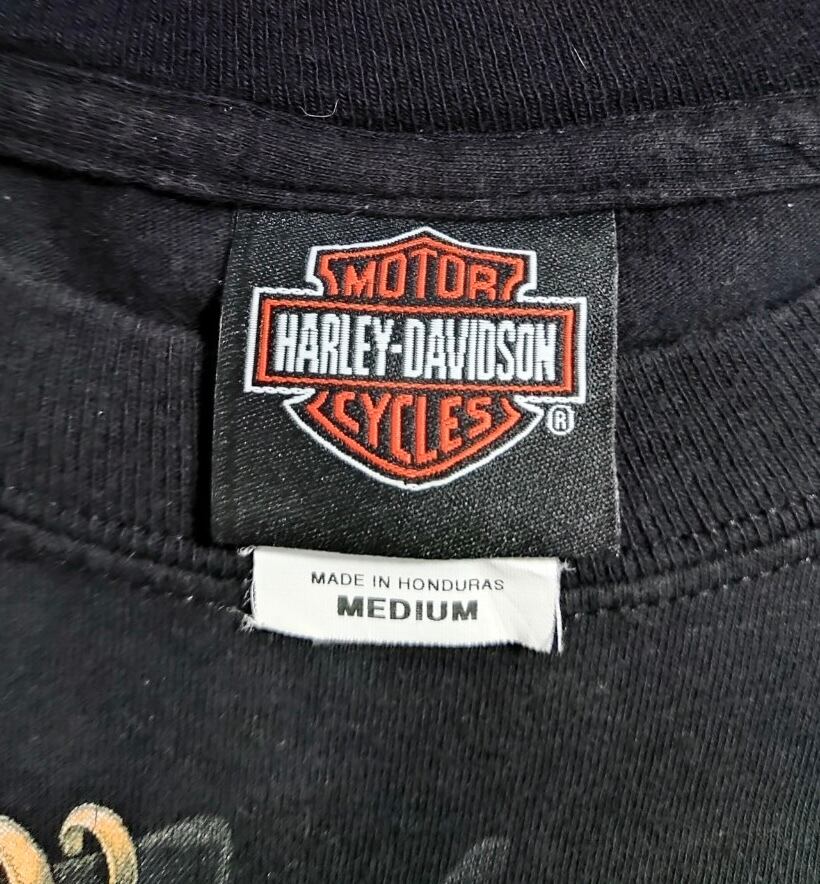 MOTOR
HARLEY-DAVIDSON
CYCLES
®
MADE IN HONDURAS
MEDIUM